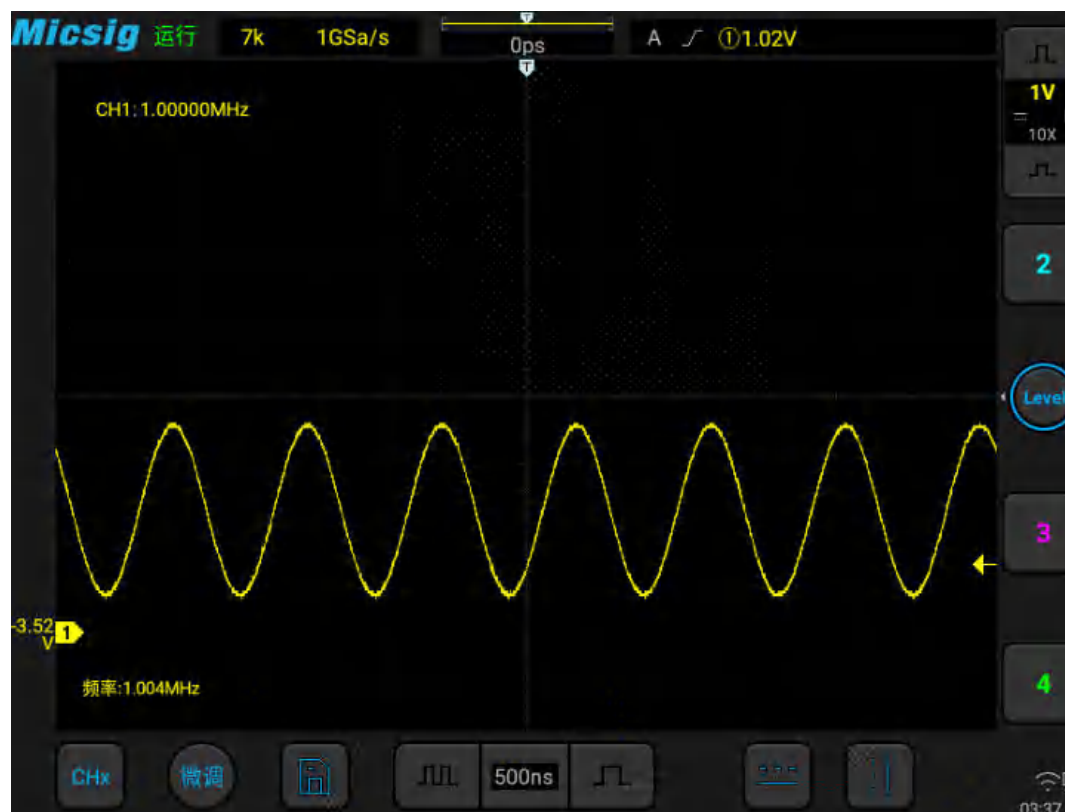 Micsig 运行 7k 1GSa/s 0ps A ①1.02V
T
T
CH1:1.00000MHz
1V
10X
2
Level
3
-3.52
V
1
频率:1.004MHz
4
CHx 微调 500ns
03:37